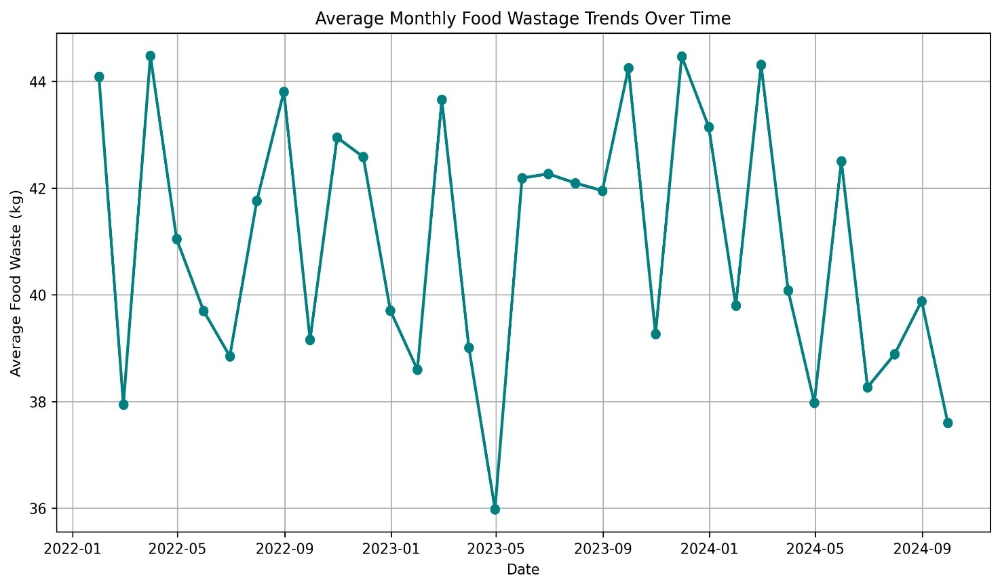 Average Monthly Food Wastage Trends Over Time
Average Food Waste (kg)
44
42
40
38
36
2022-01 2022-05 2022-09 2023-01 2023-05 2023-09 2024-01 2024-05 2024-09
Date